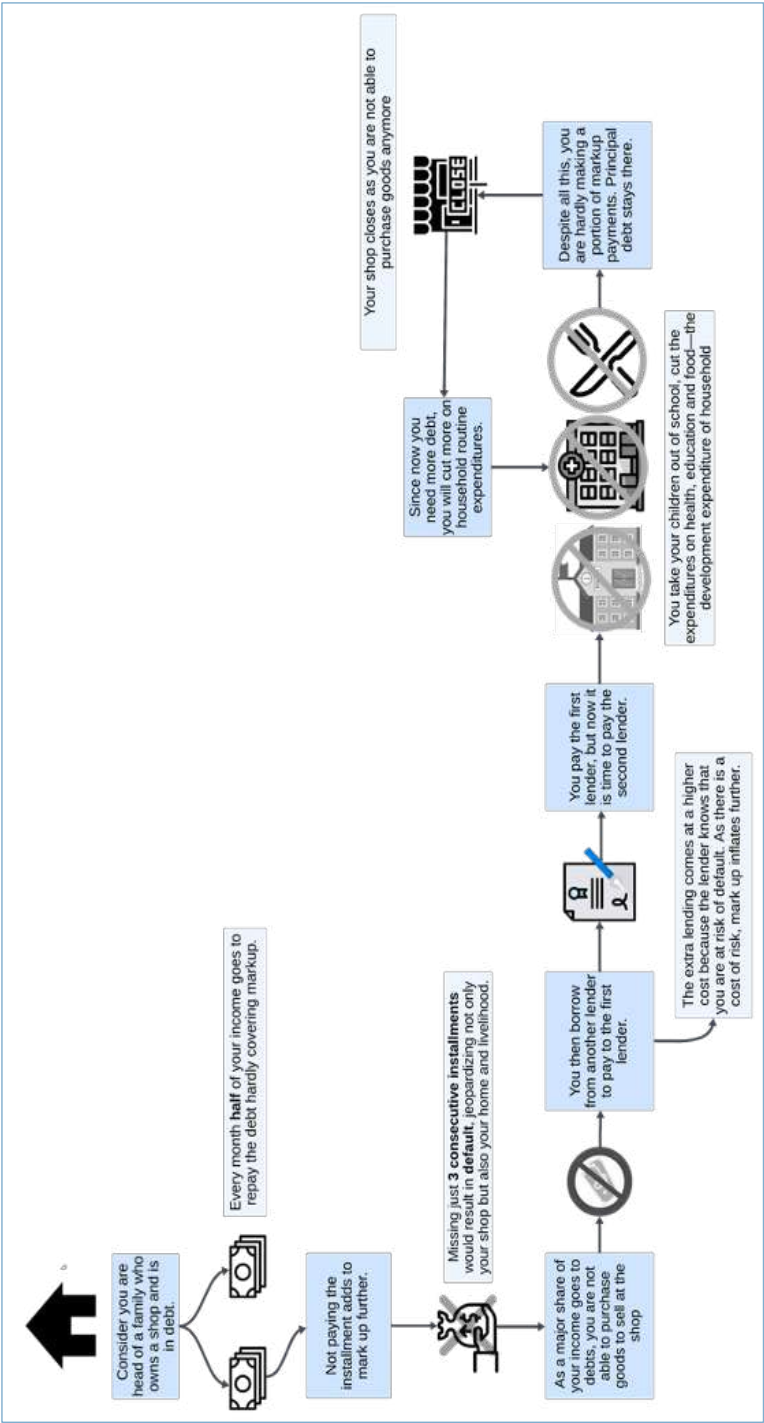 Consider you are
head of a family who
owns a shop and is
in debt.
Every month half of your income goes to
repay the debt hardly covering markup.
Not paying the
installment adds to
mark up further.
Missing just 3 consecutive installments
would result in default, jeopardizing not only
your shop but also your home and livelihood.
As a major share of
your income goes to
debts, you are not
able to purchase
goods to sell at the
shop
You then borrow
from another lender
to pay to the first
lender.
The extra lending comes at a higher
cost because the lender knows that
you are at risk of default. As there is a
cost of risk, mark up inflates further.
You pay the first
lender, but now it
is time to pay the
second lender.
You take your children out of school, cut the
expenditures on health, education and food—the
development expenditure of household
Despite all this, you
are hardly making a
portion of markup
payments. Principal
debt stays there.
CLOSE
Your shop closes as you are not able to
purchase goods anymore
Since now you
need more debt,
you will cut more on
household routine
expenditures.